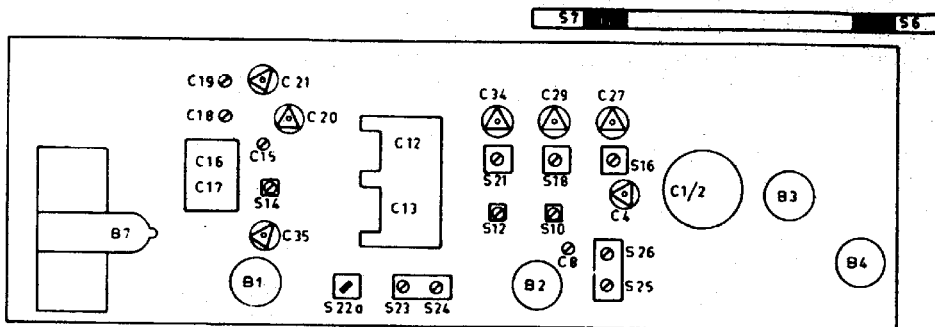 S7 S6
C19 C21
C34 C29 C27
C18 C20
C12
C15
C16
C17
S21 S18 S16
S14
C1/2
B3
C13
C4
S12 S10
B7
C35
C8
S26
B4
B1
B2
S25
S22a S23 S24